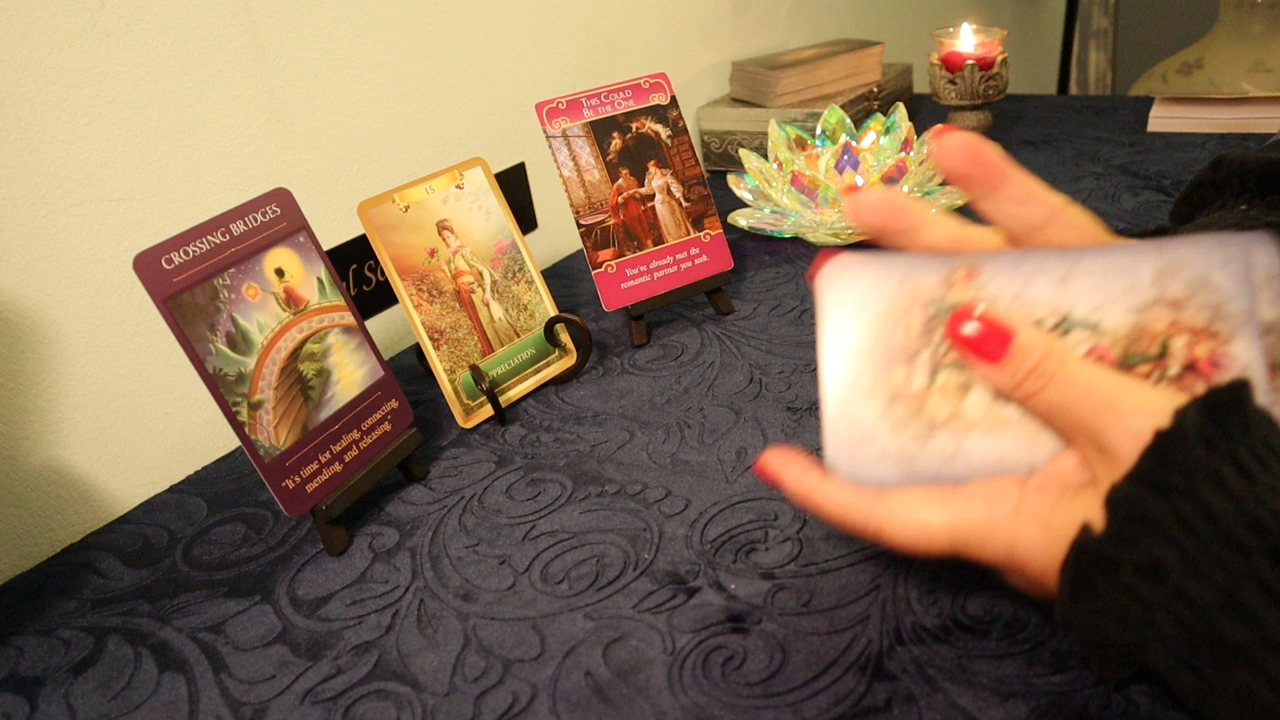 CROSSING BRIDGES
"It's time for healing, connecting,
mending, and releasing."
15
PPRECIATION
THIS COULD
BE THE ONE
You've already met the
romantic partner you seek.